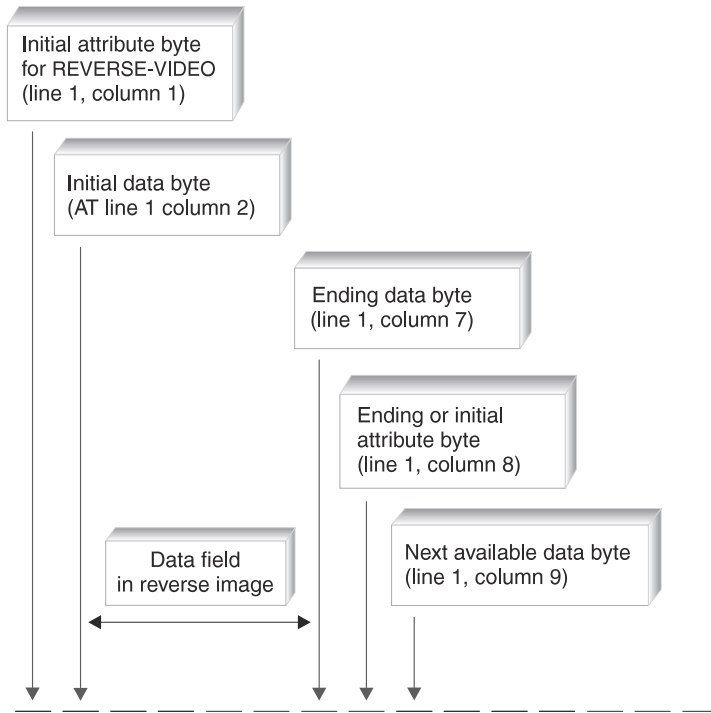 Initial attribute byte
for REVERSE-VIDEO
(line 1, column 1)
Initial data byte
(AT line 1 column 2)
Ending data byte
(line 1, column 7)
Ending or initial
attribute byte
(line 1, column 8)
Data field
in reverse image
Next available data byte
(line 1, column 9)